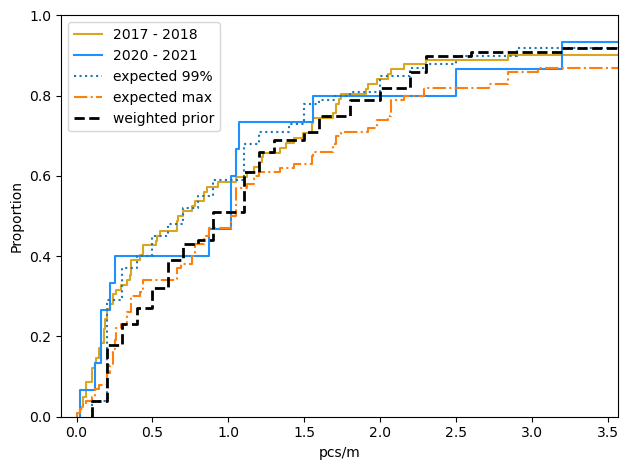 1.0
0.8
0.6
0.4
0.2
0.0
Proportion
2017 - 2018
2020 - 2021
expected 99%
expected max
weighted prior
0.0 0.5 1.0 1.5 2.0 2.5 3.0 3.5
pcs/m